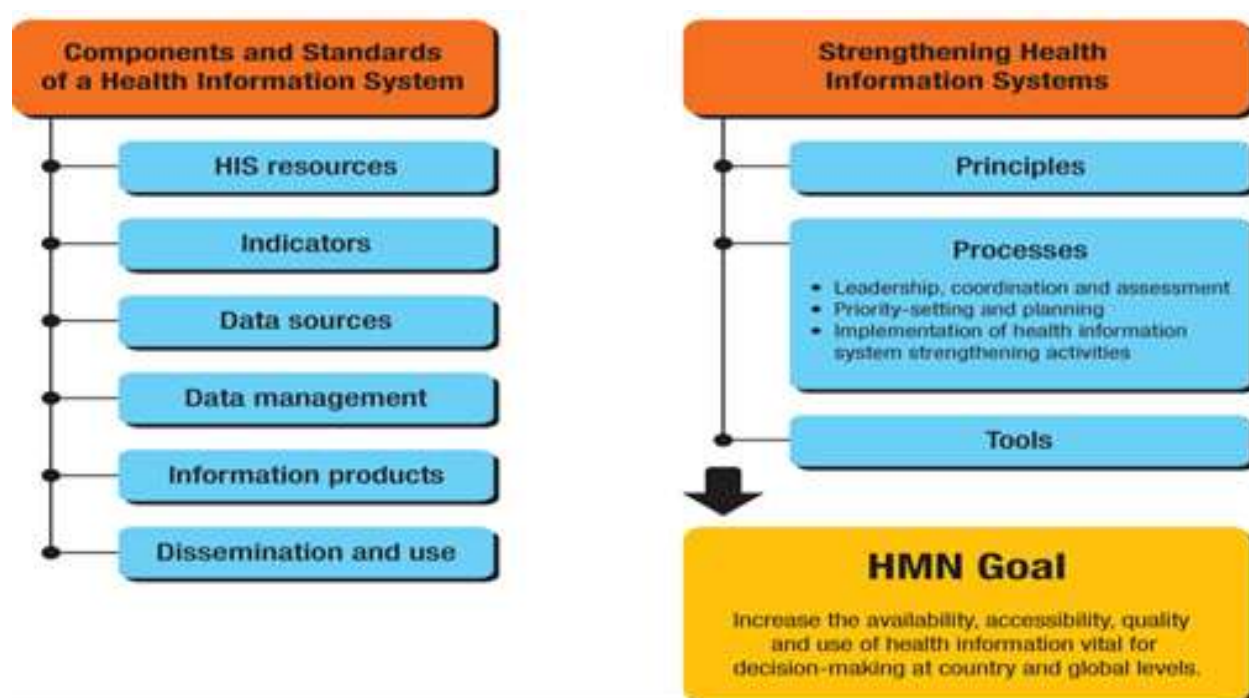 Components and Standards
of a Health Information System
HIS resources
Indicators
Data sources
Data management
Information products
Dissemination and use
Strengthening Health
Information Systems
Principles
Processes
• Leadership, coordination and assessment
• Priority-setting and planning
• Implementation of health information
system strengthening activities
Tools
HMN Goal
Increase the availability, accessibility, quality
and use of health information vital for
decision-making at country and global levels.